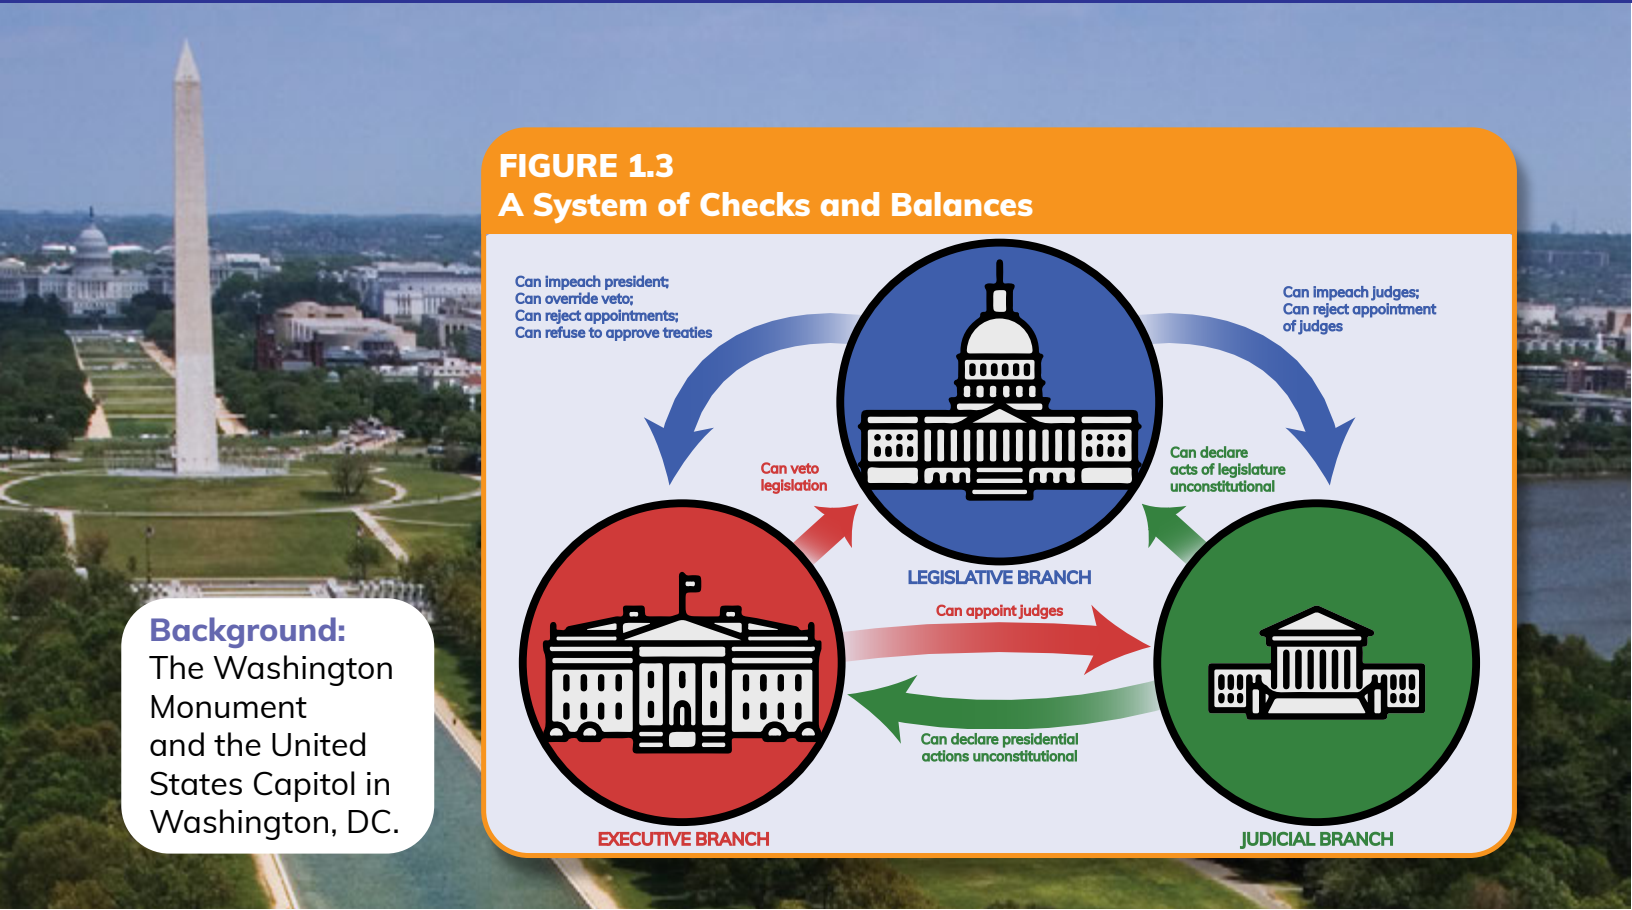 FIGURE 1.3
A System of Checks and Balances
Can impeach president;
Can override veto;
Can reject appointments;
Can refuse to approve treaties
Can impeach judges;
Can reject appointment
of judges
Can veto
legislation
Can declare
acts of legislature
unconstitutional
LEGISLATIVE BRANCH
Can appoint judges
Can declare presidential
actions unconstitutional
EXECUTIVE BRANCH
JUDICIAL BRANCH
Background:
The Washington
Monument
and the United
States Capitol in
Washington, DC.